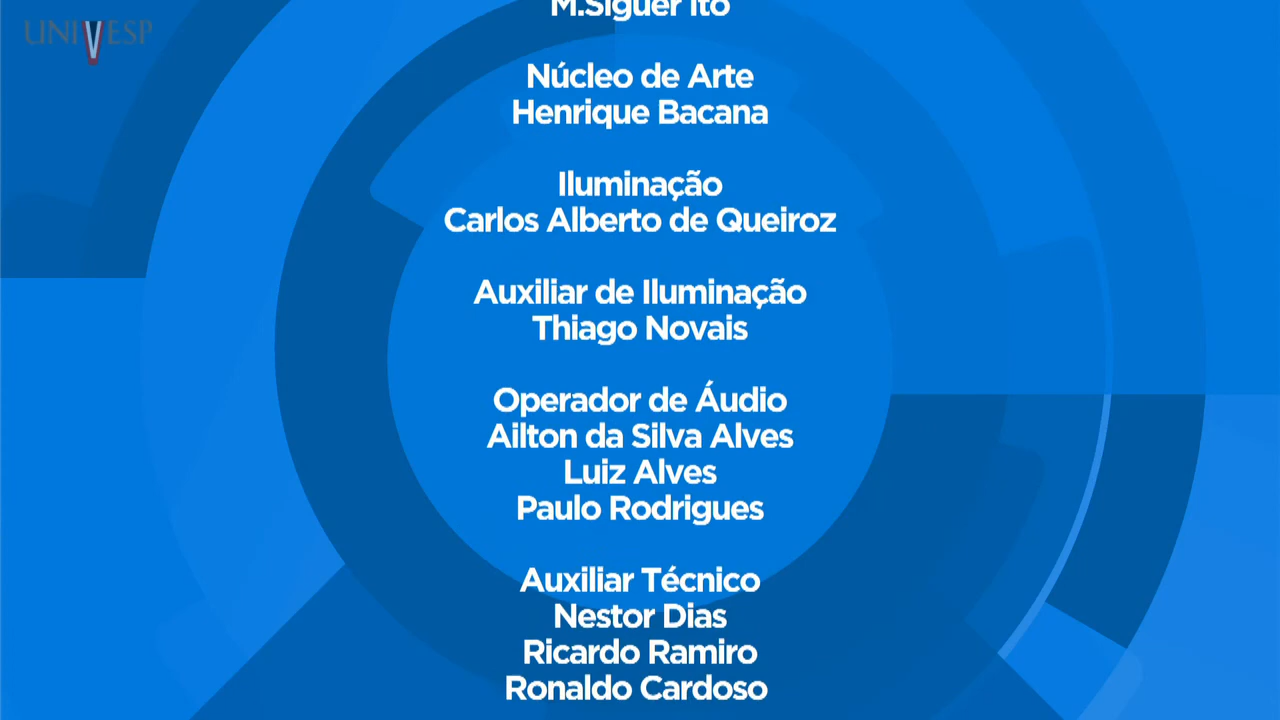 UNIVESP
M.Siguer Ito
Núcleo de Arte
Henrique Bacana
Iluminação
Carlos Alberto de Queiroz
Auxiliar de Iluminação
Thiago Novais
Operador de Áudio
Ailton da Silva Alves
Luiz Alves
Paulo Rodrigues
Auxiliar Técnico
Nestor Dias
Ricardo Ramiro
Ronaldo Cardoso